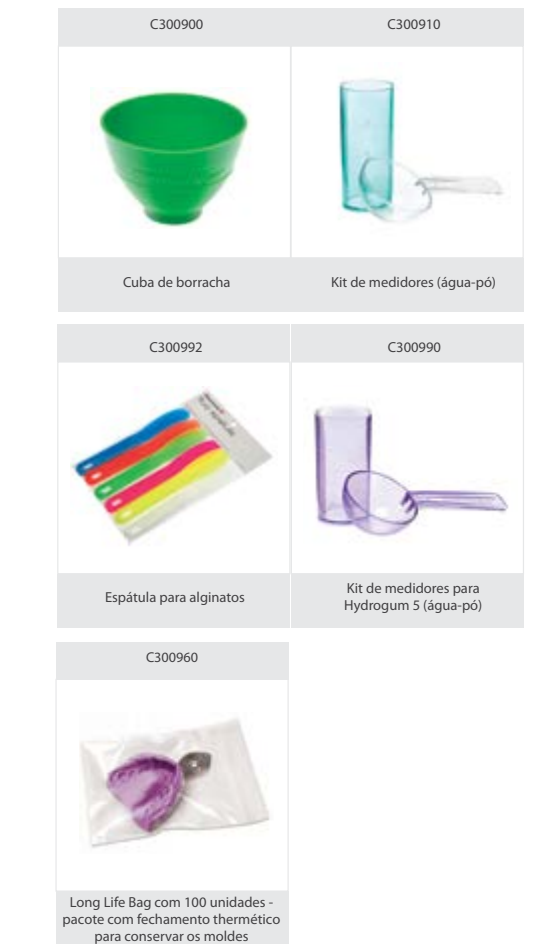 C300900
C300910
Cuba de borracha
Kit de medidores (água-pó)
C300992
C300990
Espátula para alginatos
Kit de medidores para
Hydrogum 5 (água-pó)
C300960
Long Life Bag com 100 unidades -
pacote com fechamento thermético
para conservar os moldes